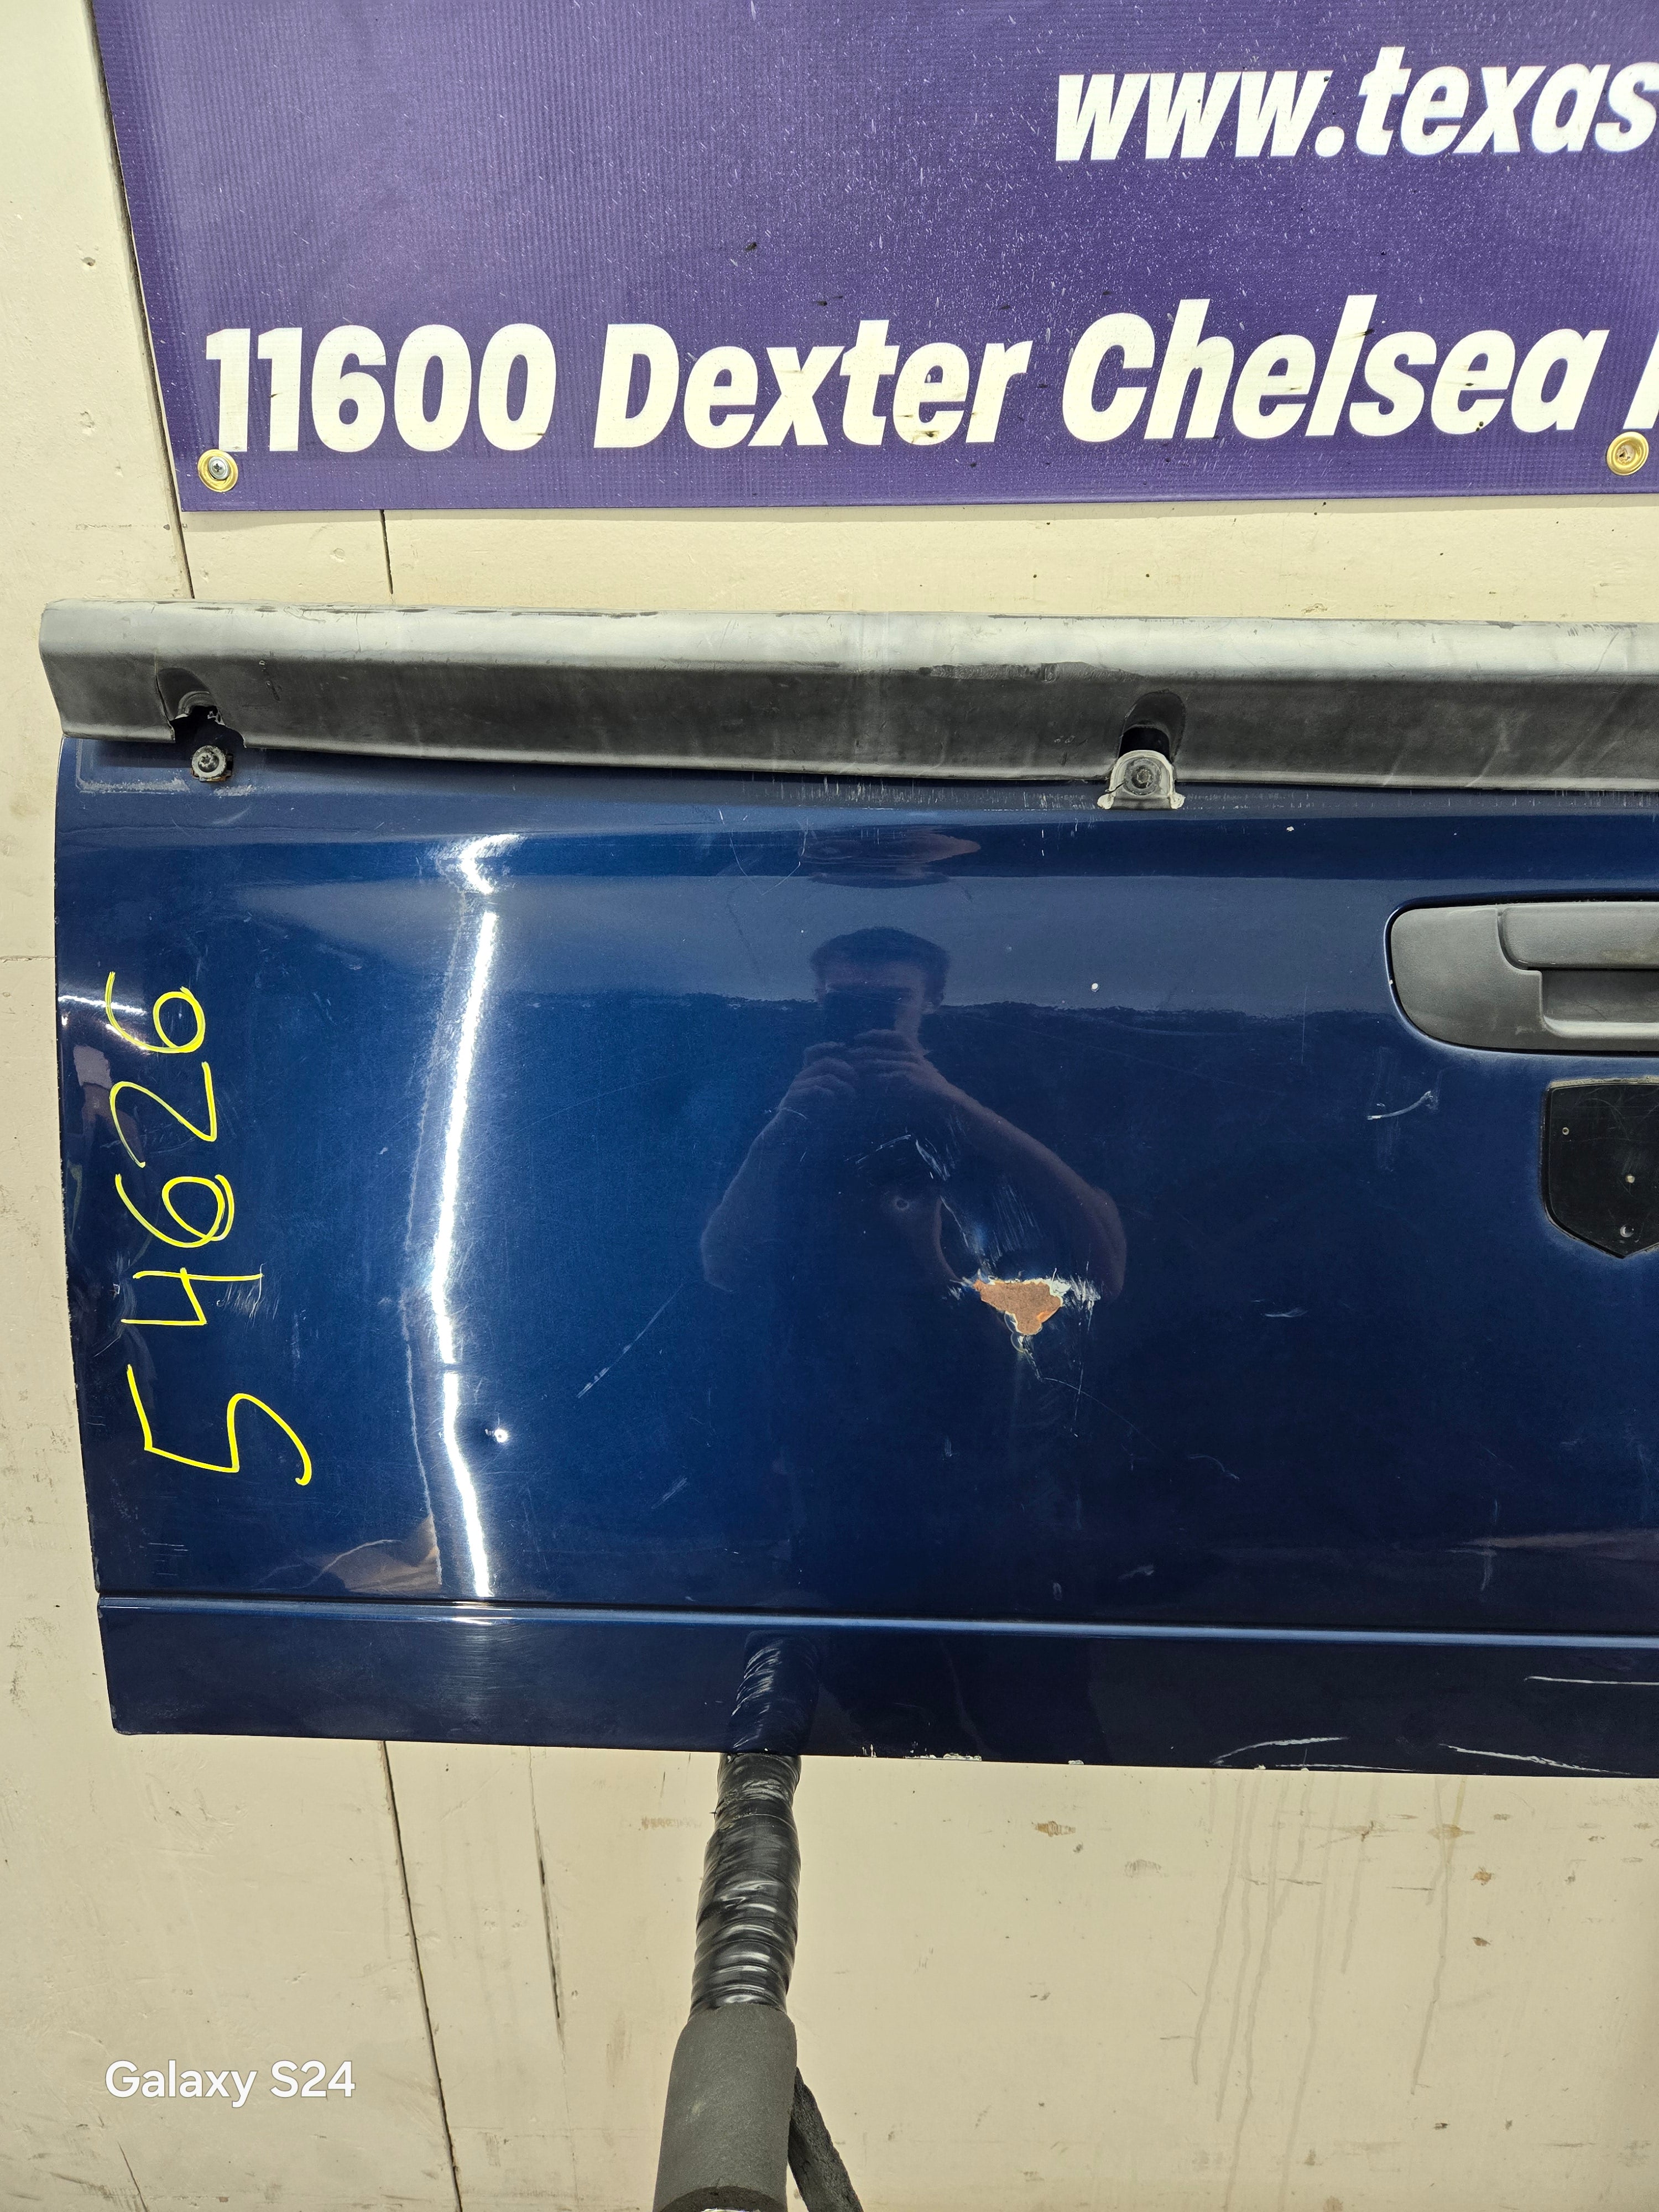 www.texas
11600 Dexter Chelsea
54626
Galaxy S24